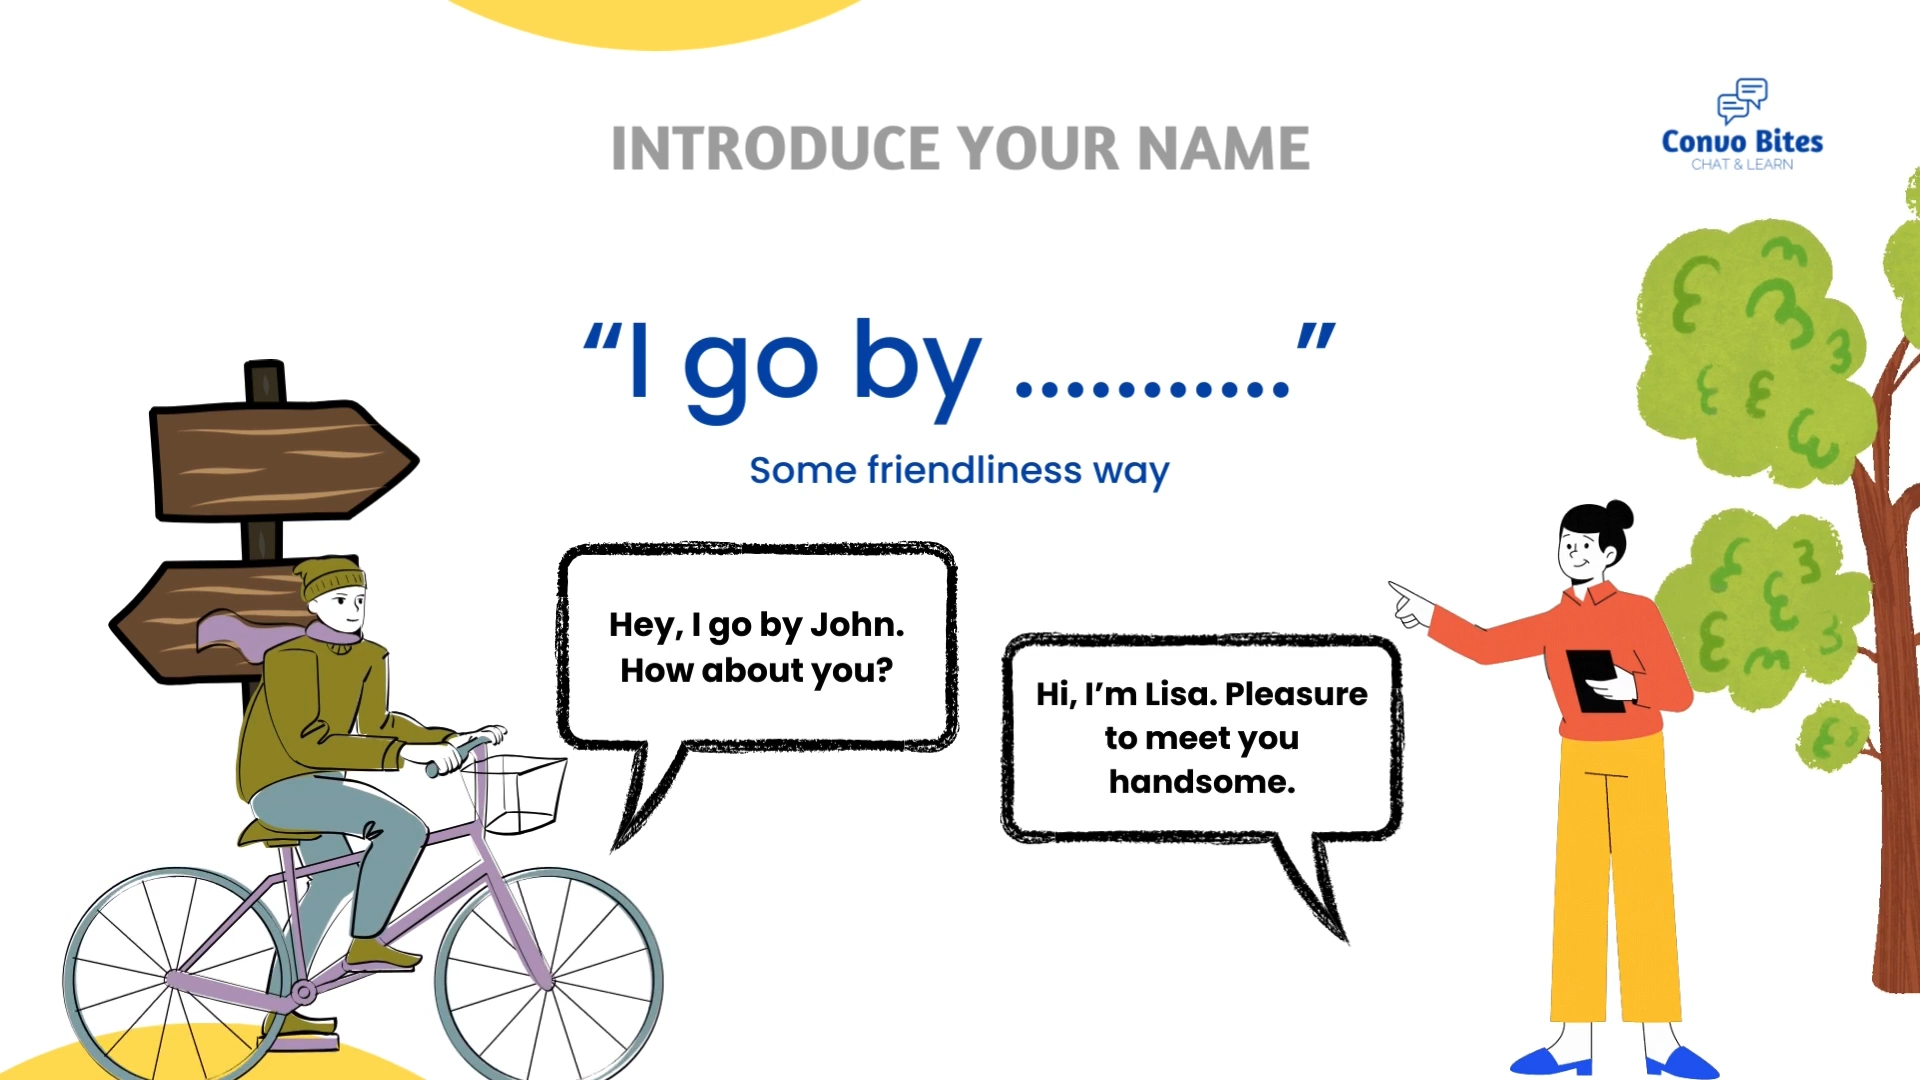 INTRODUCE YOUR NAME
Convo Bites
CHAT & LEARN
“I go by ...........”
Some friendliness way
Hey, I go by John.
How about you?
Hi, I’m Lisa. Pleasure
to meet you
handsome.